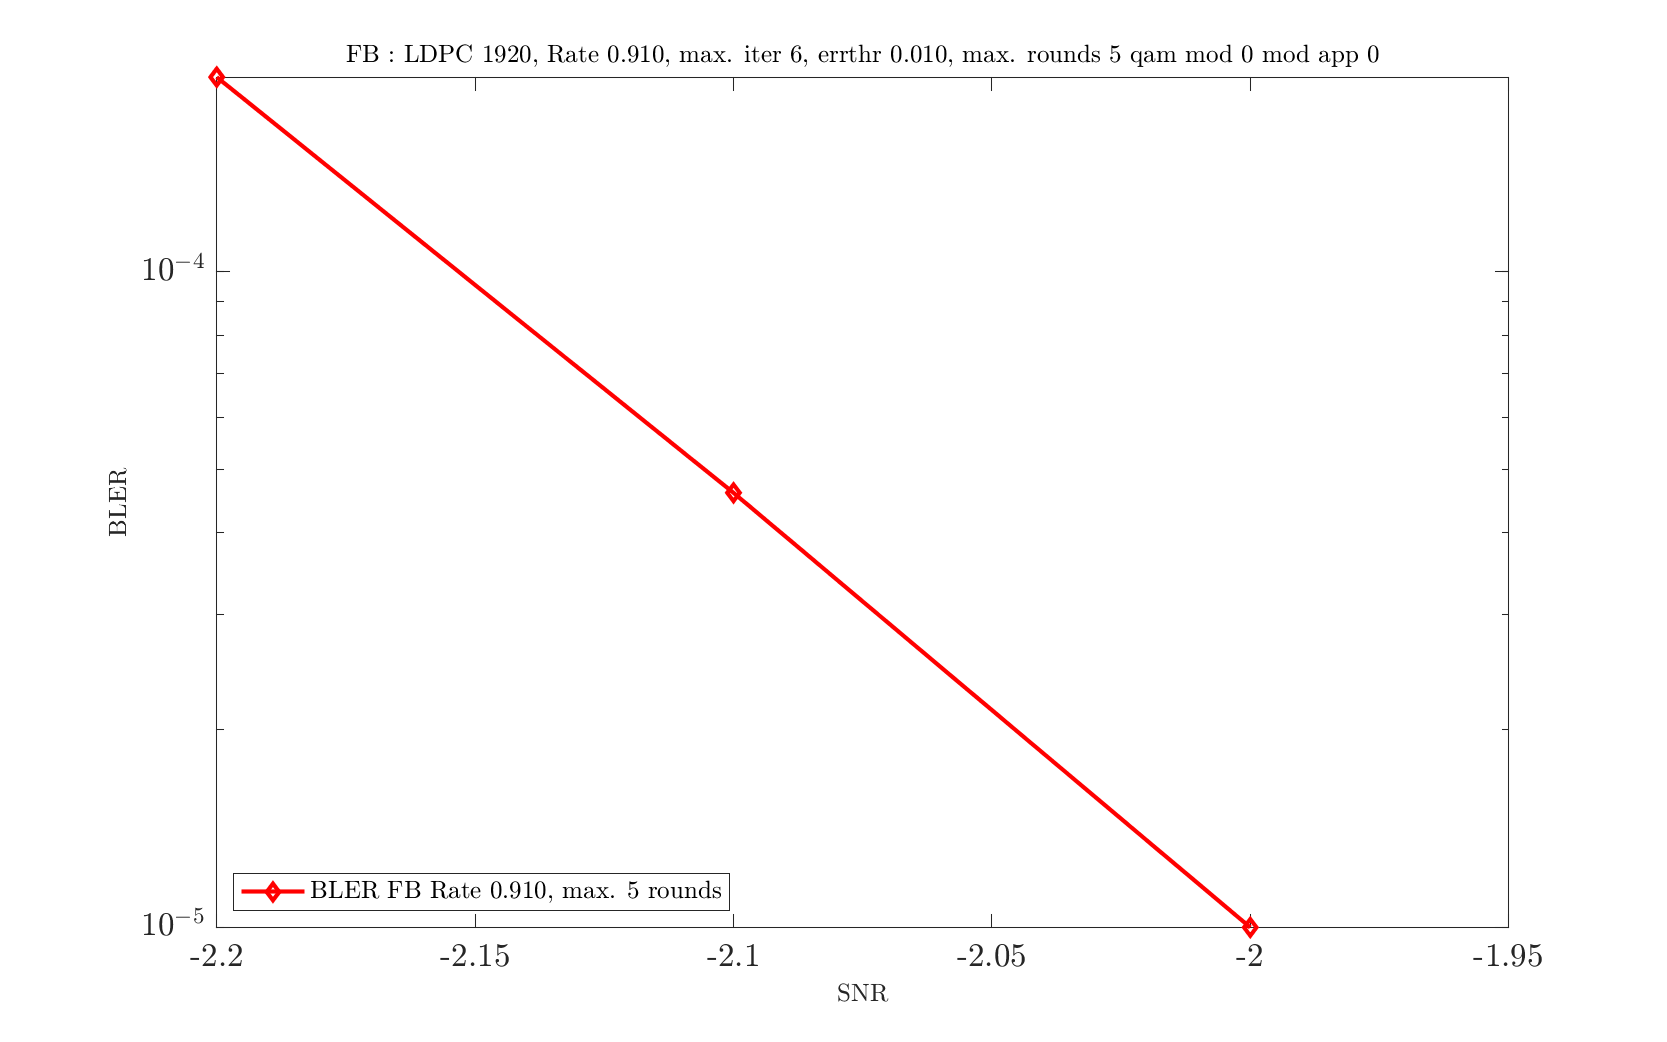 FB : LDPC 1920, Rate 0.910, max. iter 6, errthr 0.010, max. rounds 5 qam mod 0 mod app 0
10⁻⁴
BLER
BLER FB Rate 0.910, max. 5 rounds
10⁻⁵
-2.2 -2.15 -2.1 -2.05 -2 -1.95
SNR